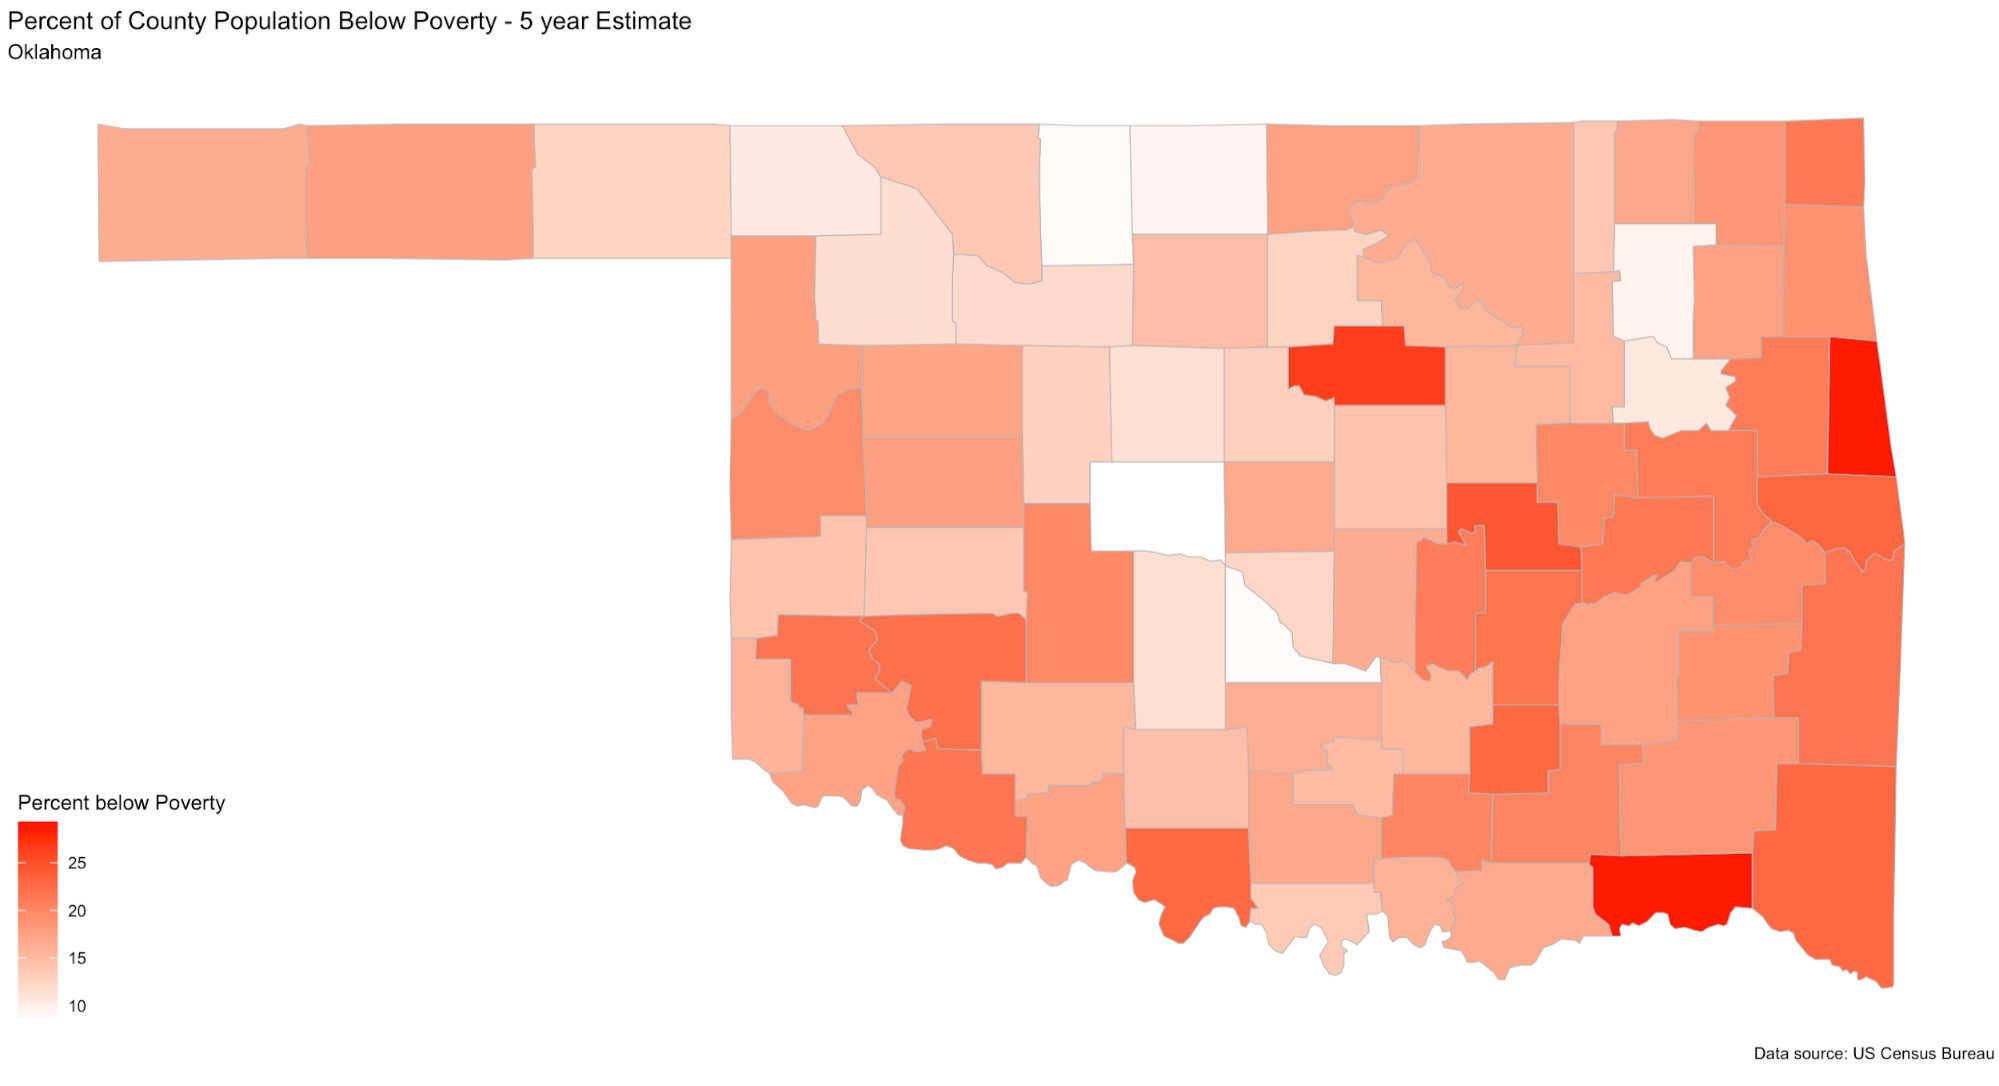 Percent of County Population Below Poverty - 5 year Estimate
Oklahoma
Percent below Poverty
25
20
15
10
Data source: US Census Bureau